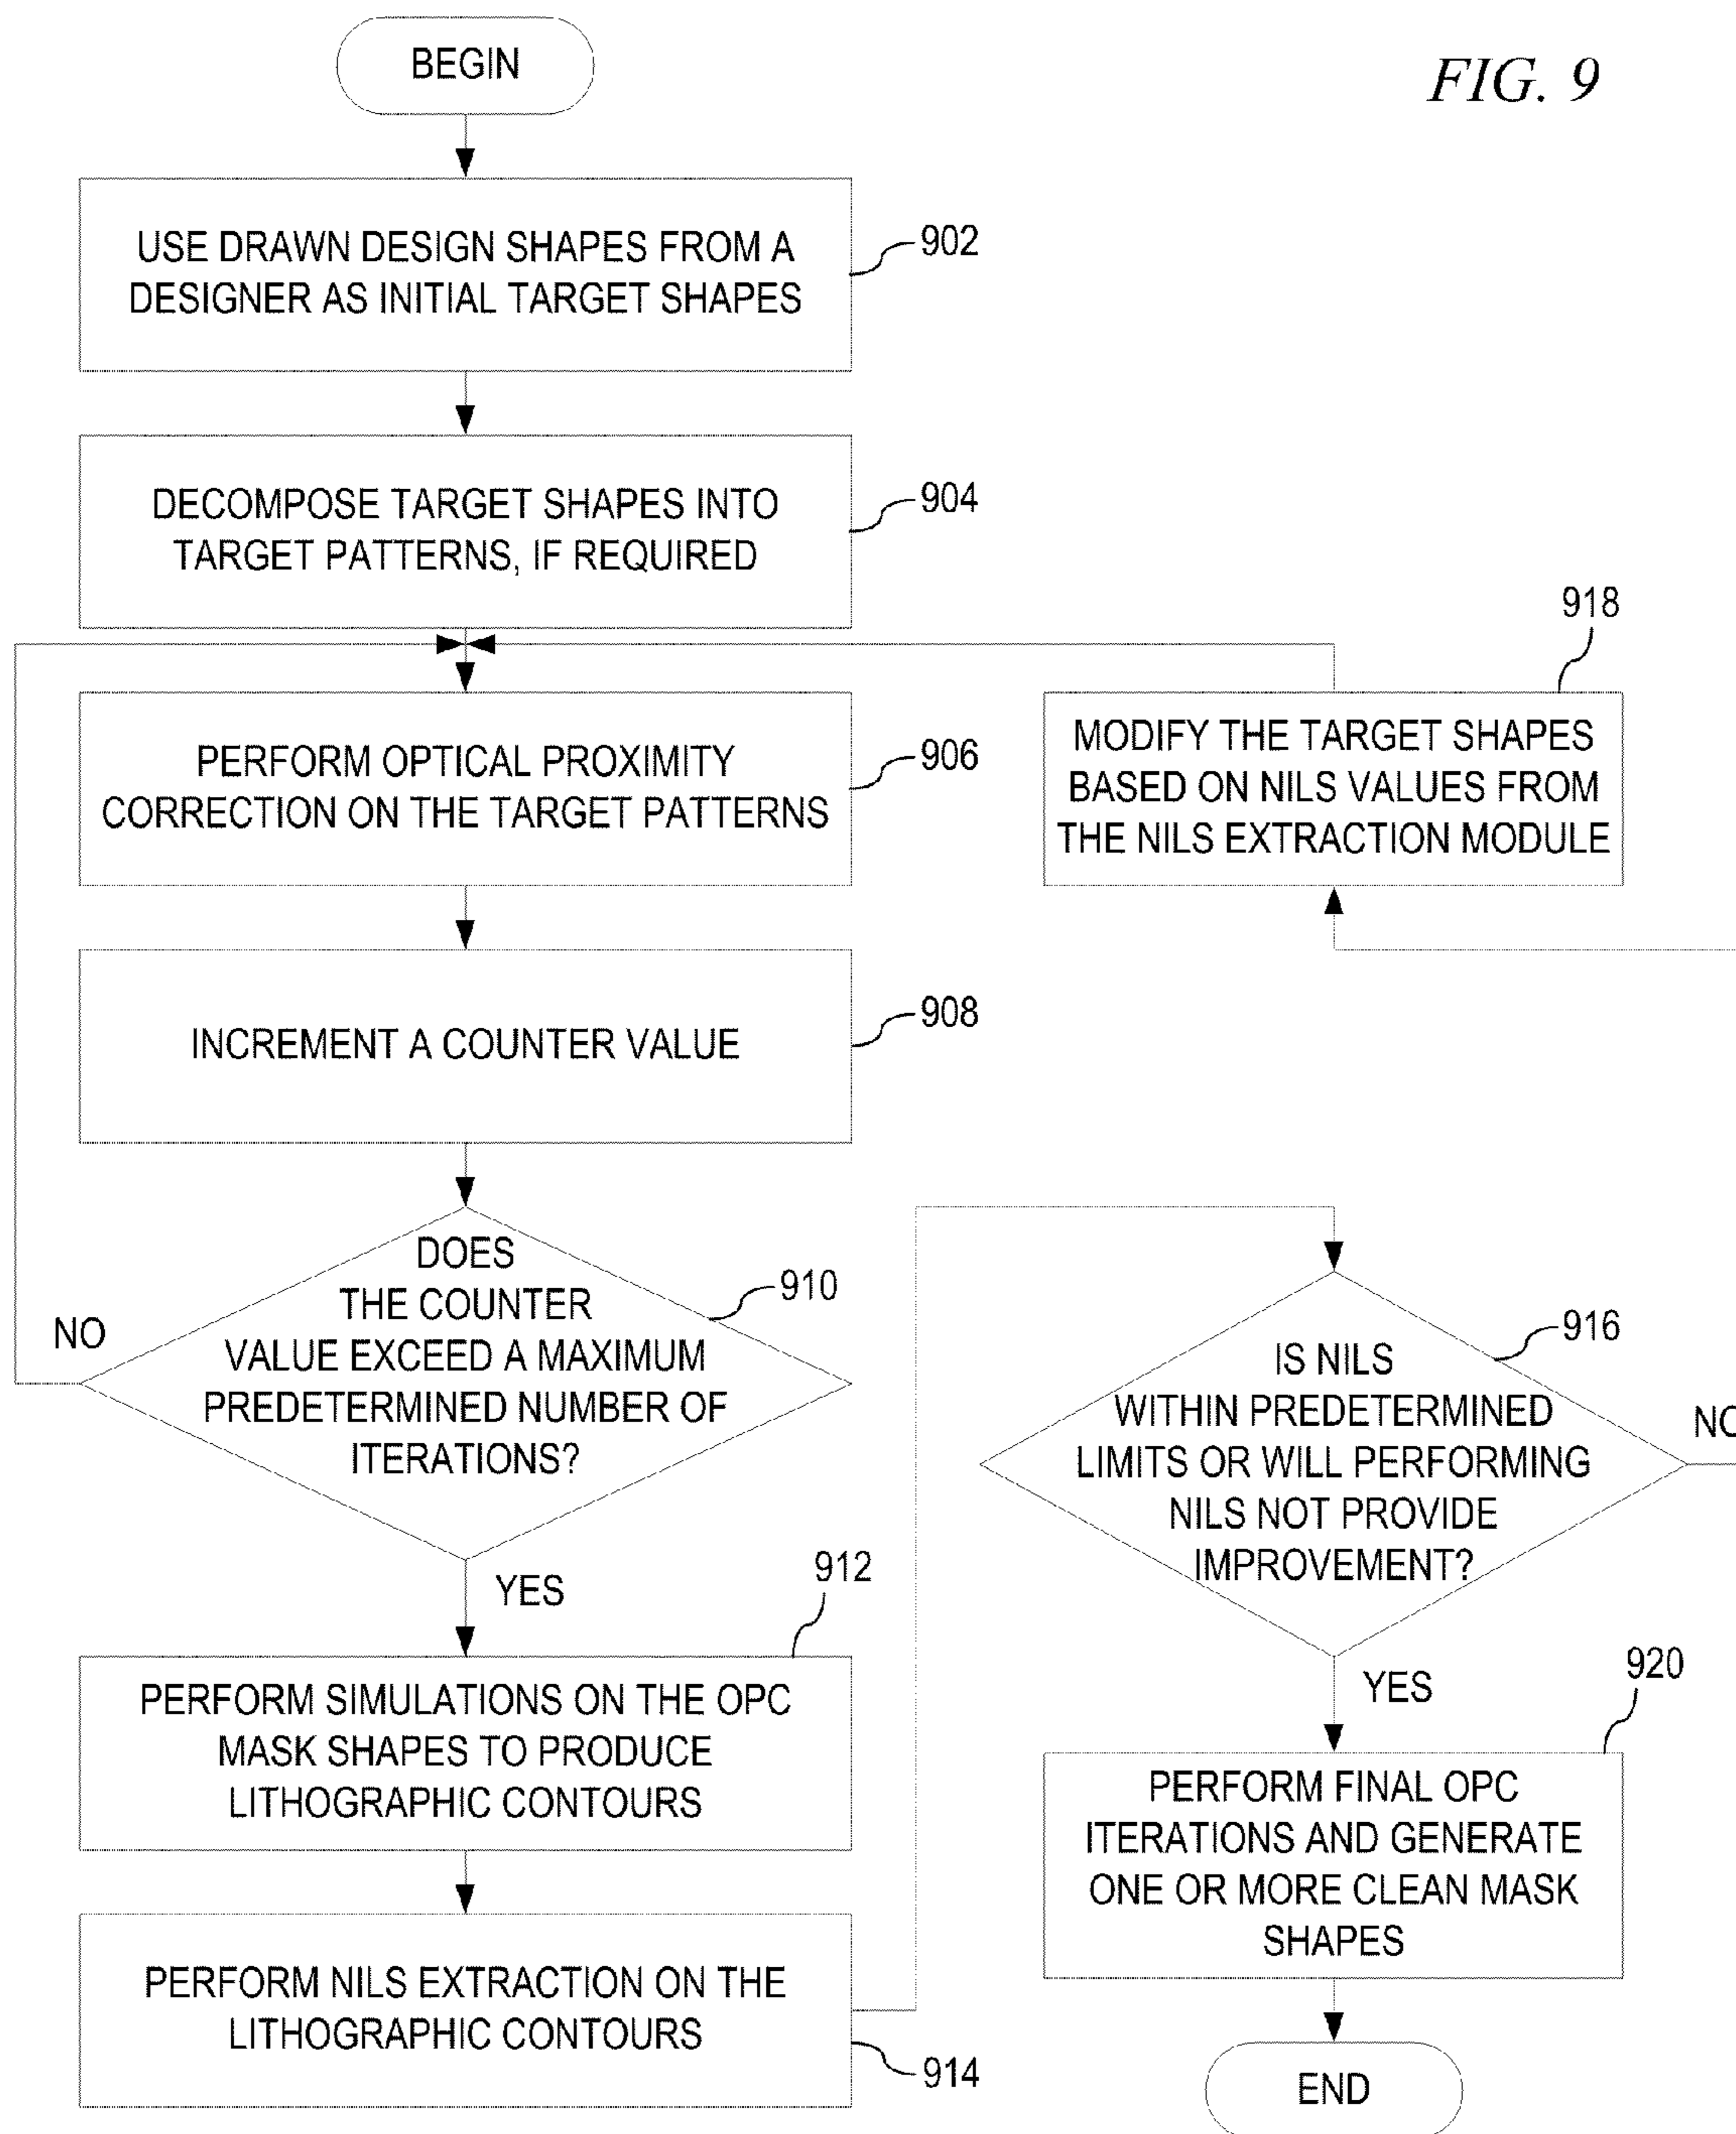 FIG. 9
BEGIN
USE DRAWN DESIGN SHAPES FROM A
DESIGNER AS INITIAL TARGET SHAPES
902
DECOMPOSE TARGET SHAPES INTO
TARGET PATTERNS, IF REQUIRED
904
PERFORM OPTICAL PROXIMITY
CORRECTION ON THE TARGET PATTERNS
906
INCREMENT A COUNTER VALUE
908
DOES
THE COUNTER
VALUE EXCEED A MAXIMUM
PREDETERMINED NUMBER OF
ITERATIONS?
910
NO
YES
912
PERFORM SIMULATIONS ON THE OPC
MASK SHAPES TO PRODUCE
LITHOGRAPHIC CONTOURS
PERFORM NILS EXTRACTION ON THE
LITHOGRAPHIC CONTOURS
914
918
MODIFY THE TARGET SHAPES
BASED ON NILS VALUES FROM
THE NILS EXTRACTION MODULE
IS NILS
WITHIN PREDETERMINED
LIMITS OR WILL PERFORMING
NILS NOT PROVIDE
IMPROVEMENT?
916
NO
YES
920
PERFORM FINAL OPC
ITERATIONS AND GENERATE
ONE OR MORE CLEAN MASK
SHAPES
END